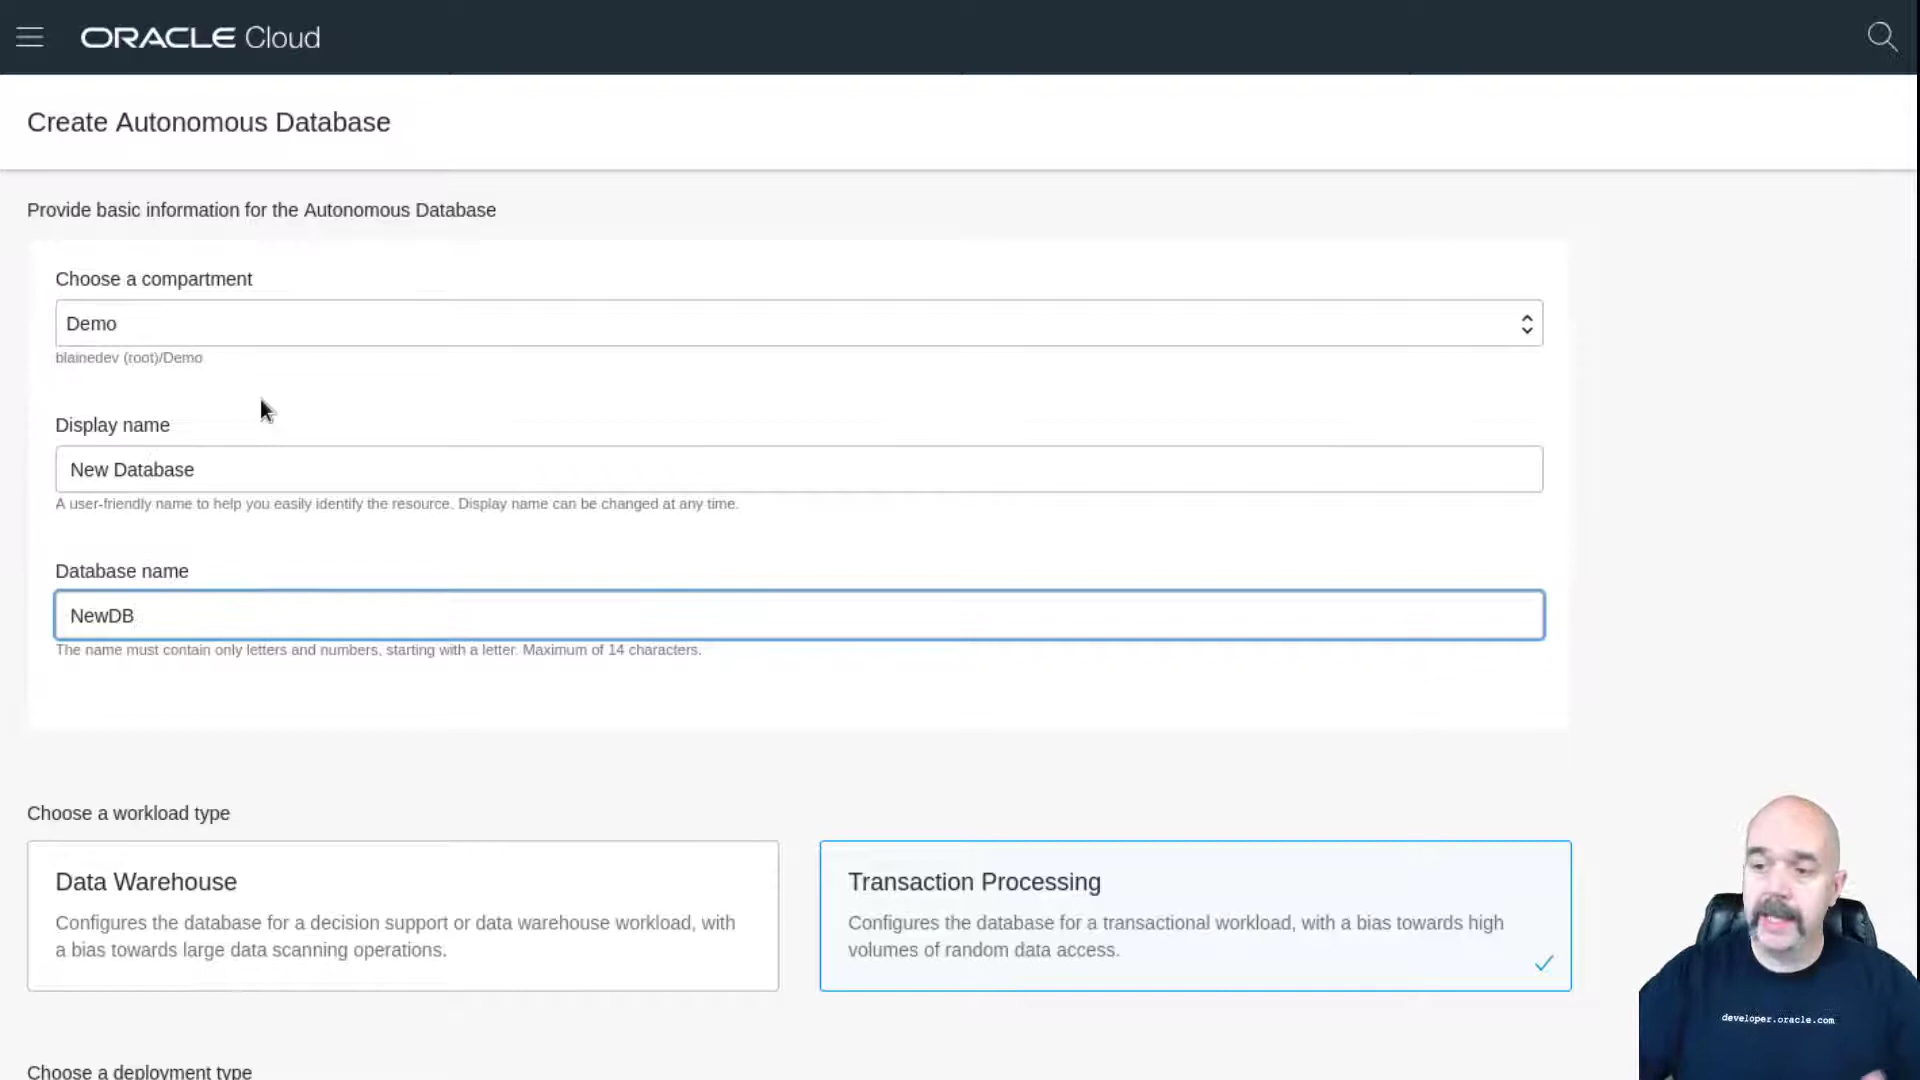 ORACLE Cloud
Create Autonomous Database
Provide basic information for the Autonomous Database
Choose a compartment
Demo
blainedev (root)/Demo
Display name
New Database
A user-friendly name to help you easily identify the resource. Display name can be changed at any time.
Database name
NewDB
The name must contain only letters and numbers, starting with a letter. Maximum of 14 characters.
Choose a workload type
Data Warehouse
Configures the database for a decision support or data warehouse workload, with
a bias towards large data scanning operations.
Transaction Processing
Configures the database for a transactional workload, with a bias towards high
volumes of random data access.
developer.oracle.com
Choose a deployment type